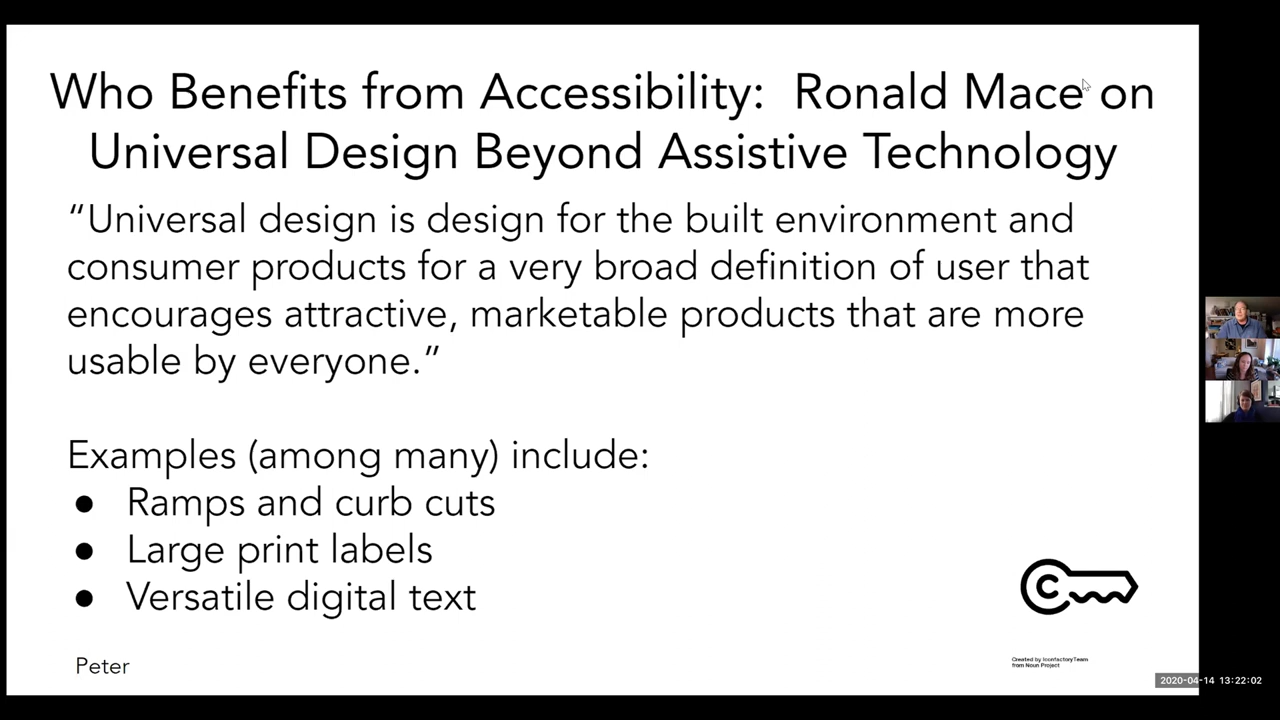 Who Benefits from Accessibility: Ronald Mace on
Universal Design Beyond Assistive Technology
“Universal design is design for the built environment and
consumer products for a very broad definition of user that
encourages attractive, marketable products that are more
usable by everyone.”
Examples (among many) include:
● Ramps and curb cuts
● Large print labels
● Versatile digital text
C
Peter
Created by IconfactoryTeam
from Noun Project
2020-04-14 13:22:02